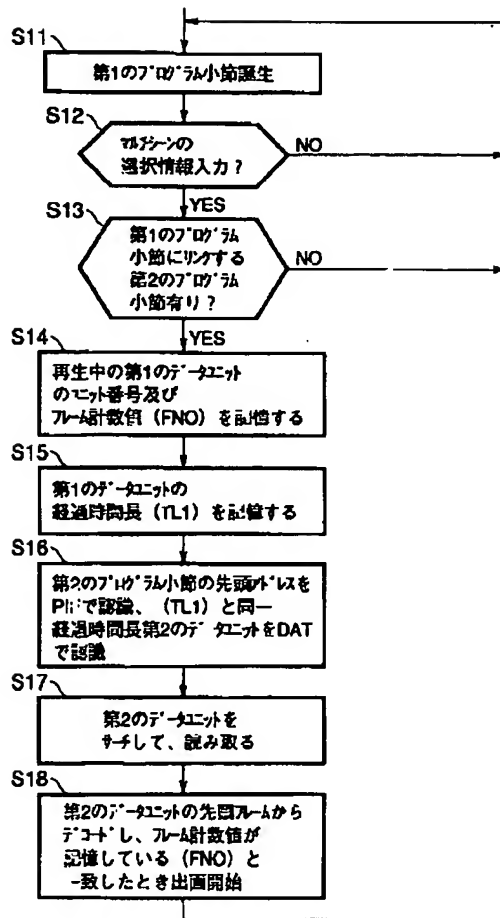 S11
第1のプログラム小節誕生
S12
マルチシーンの
選択情報入力？
NO
YES
S13
第1のプログラム
小節にリンクする
第2のプログラム
小節有り？
NO
YES
S14
再生中の第1のデータユニット
のユニット番号及び
フレーム計数値（FNO）を記憶する
S15
第1のデータユニットの
経過時間長（TL1）を記憶する
S16
第2のプログラム小節の先頭アドレスを
で認識、（TL1）と同一
経過時間長第2のデータユニットをDAT
で認識
S17
第2のデータユニットを
サーチして、読み取る
S18
第2のデータユニットの先頭フレームから
デコードし、フレーム計数値が
記憶している（FNO）と
一致したとき出画開始